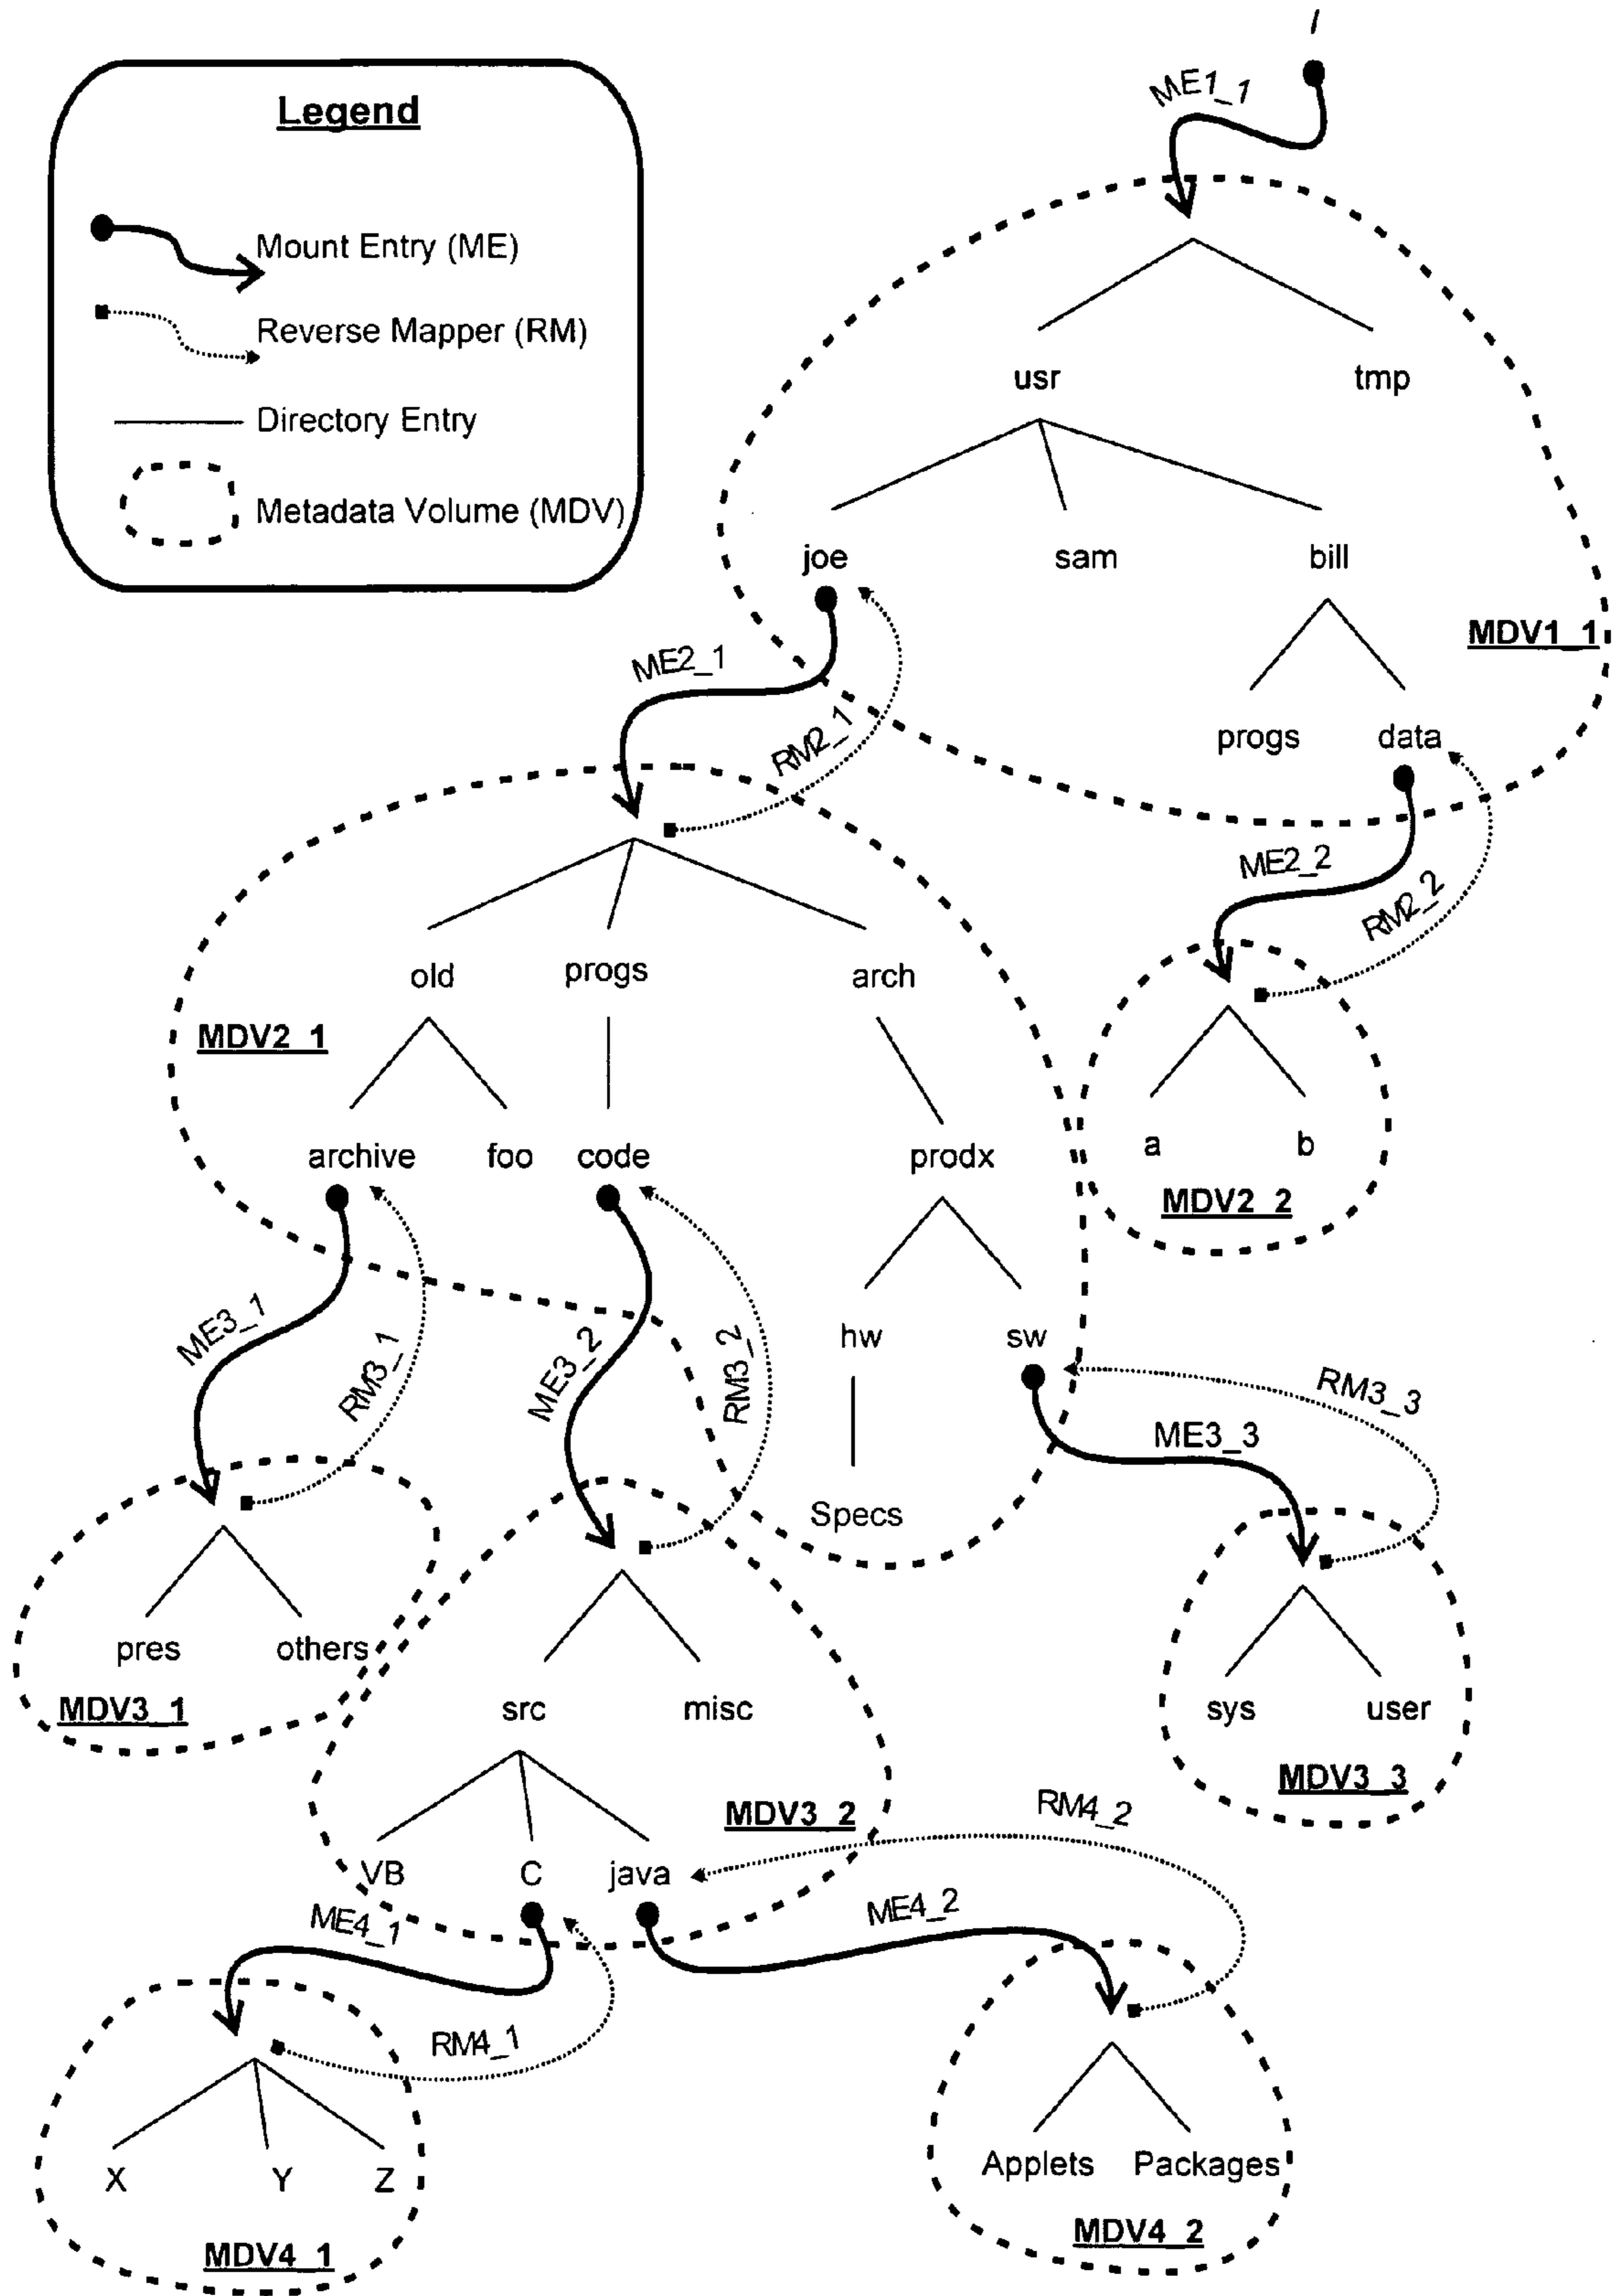 /
ME1_1
Legend
Mount Entry (ME)
Reverse Mapper (RM)
Directory Entry
Metadata Volume (MDV)
usr tmp
joe sam bill
MDV1_1
ME2_1
RM2_1
progs data
ME2_2
RM2_2
old progs arch
MDV2_1
archive foo code prodx
a b
MDV2_2
ME3_1
RM3_1
ME3_2
RM3_2
hw sw
RM3_3
ME3_3
Specs
pres others
MDV3_1
src misc
sys user
MDV3_3
MDV3_2
RM4_2
VB C java
ME4_1
ME4_2
RM4_1
X Y Z
MDV4_1
Applets Packages
MDV4_2